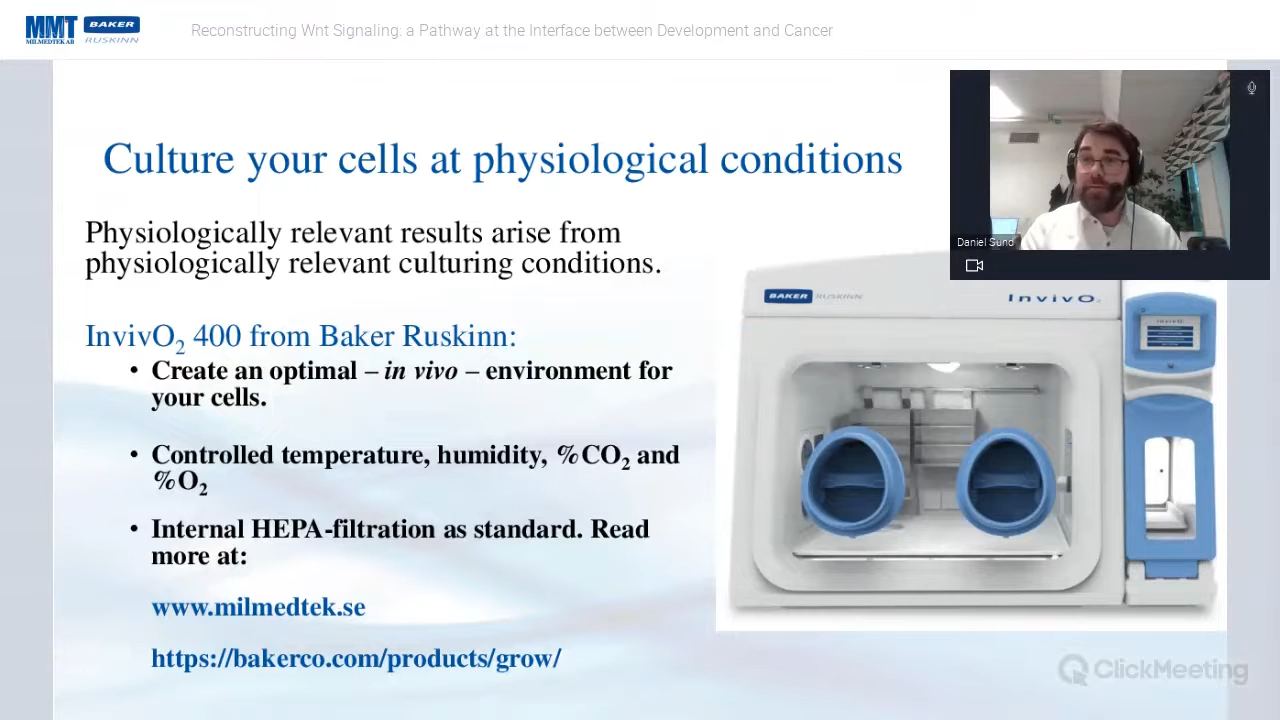 MMT
MILMEDTEK AB
BAKER
RUSKINN
Reconstructing Wnt Signaling: a Pathway at the Interface between Development and Cancer
Culture your cells at physiological conditions
Daniel Sund
Physiologically relevant results arise from
physiologically relevant culturing conditions.
BAKER RUSKINN
InvivO₂
InvivO₂ 400 from Baker Ruskinn:
• Create an optimal – in vivo – environment for
your cells.
• Controlled temperature, humidity, %CO₂ and
%O₂
• Internal HEPA-filtration as standard. Read
more at:
www.milmedtek.se
https://bakerco.com/products/grow/
ClickMeeting